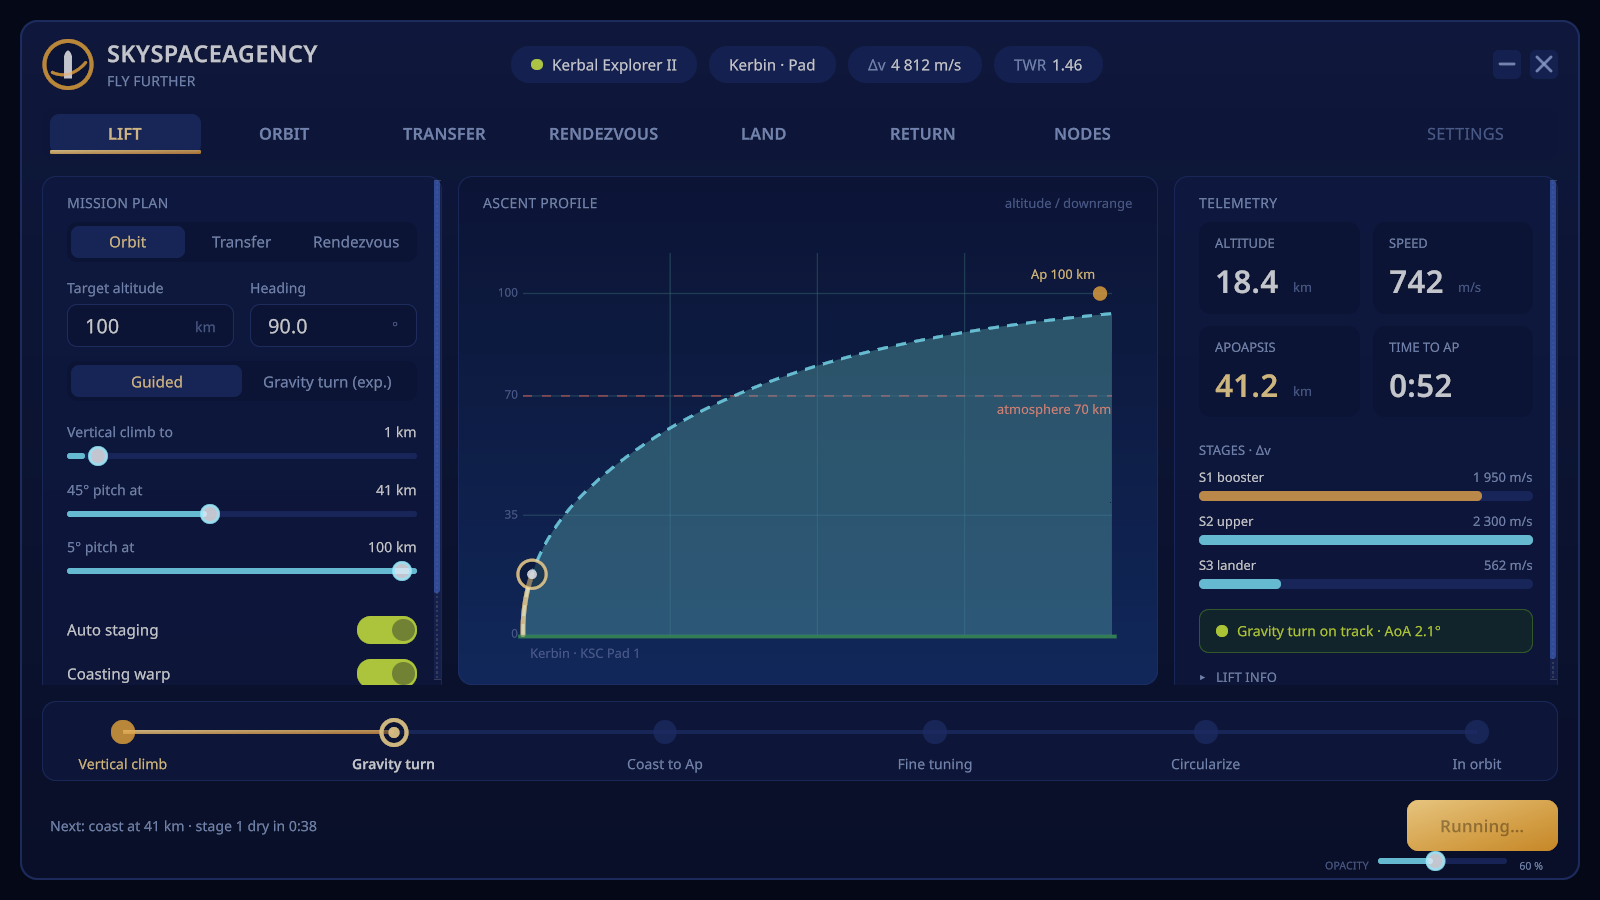 SKYSPACEAGENCY
FLY FURTHER
Kerbal Explorer II
Kerbin · Pad
Δv 4 812 m/s
TWR 1.46
LIFT
ORBIT
TRANSFER
RENDEZVOUS
LAND
RETURN
NODES
SETTINGS
MISSION PLAN
Orbit
Transfer
Rendezvous
Target altitude
Heading
100 km
90.0 °
Guided
Gravity turn (exp.)
Vertical climb to 1 km
45° pitch at 41 km
5° pitch at 100 km
Auto staging
Coasting warp
ASCENT PROFILE
altitude / downrange
Ap 100 km
100
70
atmosphere 70 km
35
0
Kerbin · KSC Pad 1
TELEMETRY
ALTITUDE
18.4 km
SPEED
742 m/s
APOAPSIS
41.2 km
TIME TO AP
0:52
STAGES · Δv
S1 booster 1 950 m/s
S2 upper 2 300 m/s
S3 lander 562 m/s
Gravity turn on track · AoA 2.1°
▸ LIFT INFO
Vertical climb
Gravity turn
Coast to Ap
Fine tuning
Circularize
In orbit
Next: coast at 41 km · stage 1 dry in 0:38
Running...
OPACITY 60 %